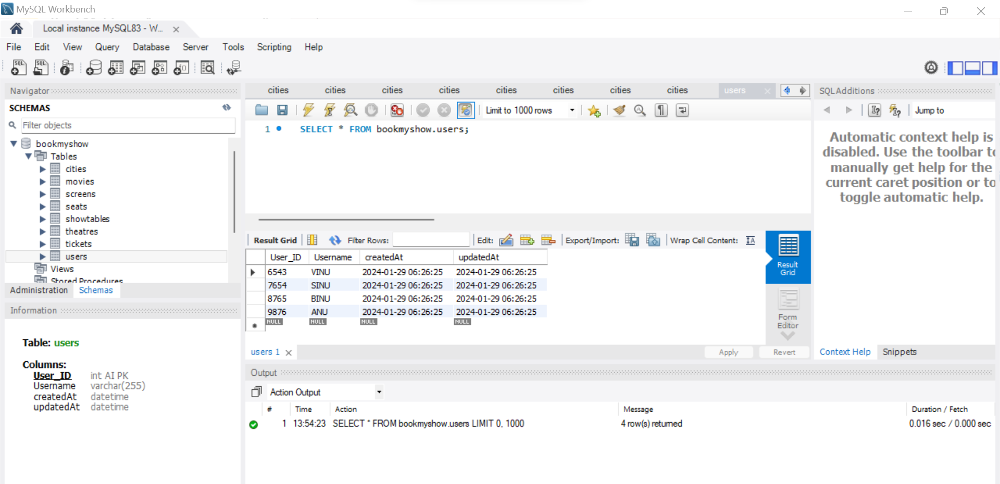 MySQL Workbench
Local instance MySQL83 - W...
File Edit View Query Database Server Tools Scripting Help
Navigator
SCHEMAS
Filter objects
bookmyshow
Tables
cities
movies
screens
seats
showtables
theatres
tickets
users
Views
Stored Procedures
Administration Schemas
Information
Table: users
Columns:
User_ID int AI PK
Username varchar(255)
createdAt datetime
updatedAt datetime
cities cities cities cities cities cities cities cities users
Limit to 1000 rows
1 SELECT * FROM bookmyshow.users;
Result Grid Filter Rows: Edit: Export/Import: Wrap Cell Content:
User_ID Username createdAt updatedAt
6543 VINU 2024-01-29 06:26:25 2024-01-29 06:26:25
7654 SINU 2024-01-29 06:26:25 2024-01-29 06:26:25
8765 BINU 2024-01-29 06:26:25 2024-01-29 06:26:25
9876 ANU 2024-01-29 06:26:25 2024-01-29 06:26:25
NULL NULL NULL NULL
Result
Grid
Form
Editor
users 1 Apply Revert
SQLAdditions
Jump to
Automatic context help is
disabled. Use the toolbar to
manually get help for the
current caret position or to
toggle automatic help.
Context Help Snippets
Output
Action Output
# Time Action Message Duration / Fetch
1 13:54:23 SELECT * FROM bookmyshow.users LIMIT 0, 1000 4 row(s) returned 0.016 sec / 0.000 sec